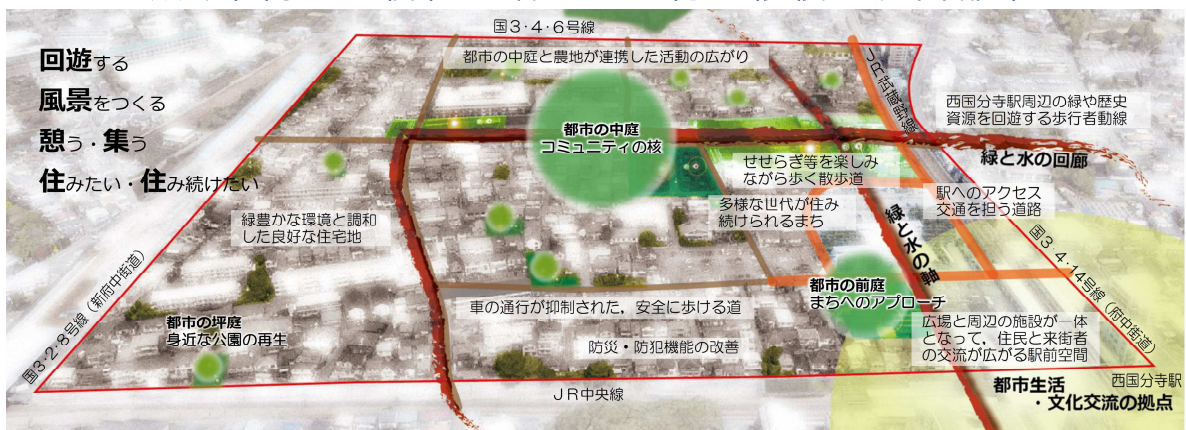 国3・4・6号線
回遊する
風景をつくる
憩う・集う
住みたい・住み続けたい
都市の中庭と農地が連携した活動の広がり
JR武蔵野線
西国分寺駅周辺の緑や歴史
資源を回遊する歩行者動線
都市の中庭
コミュニティの核
緑と水の回廊
せせらぎ等を楽しみ
ながら歩く散歩道
駅へのアクセス
交通を担う道路
多様な世代が住み
続けられるまち
緑豊かな環境と調和
した良好な住宅地
緑と水の軸
国3・4・14号線（府中街道）
国3・2・8号線（新府中街道）
都市の前庭
まちへのアプローチ
車の通行が抑制された，安全に歩ける道
都市の坪庭
身近な公園の再生
広場と周辺の施設が一体
となって，住民と来街者
の交流が広がる駅前空間
防災・防犯機能の改善
JR中央線
都市生活
・文化交流の拠点
西国分寺駅